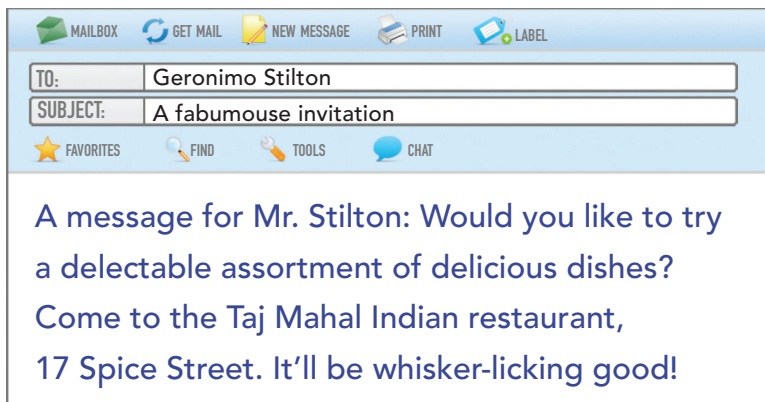 MAILBOX GET MAIL NEW MESSAGE PRINT LABEL
TO: Geronimo Stilton
SUBJECT: A fabumouse invitation
FAVORITES FIND TOOLS CHAT
A message for Mr. Stilton: Would you like to try
a delectable assortment of delicious dishes?
Come to the Taj Mahal Indian restaurant,
17 Spice Street. It’ll be whisker-licking good!